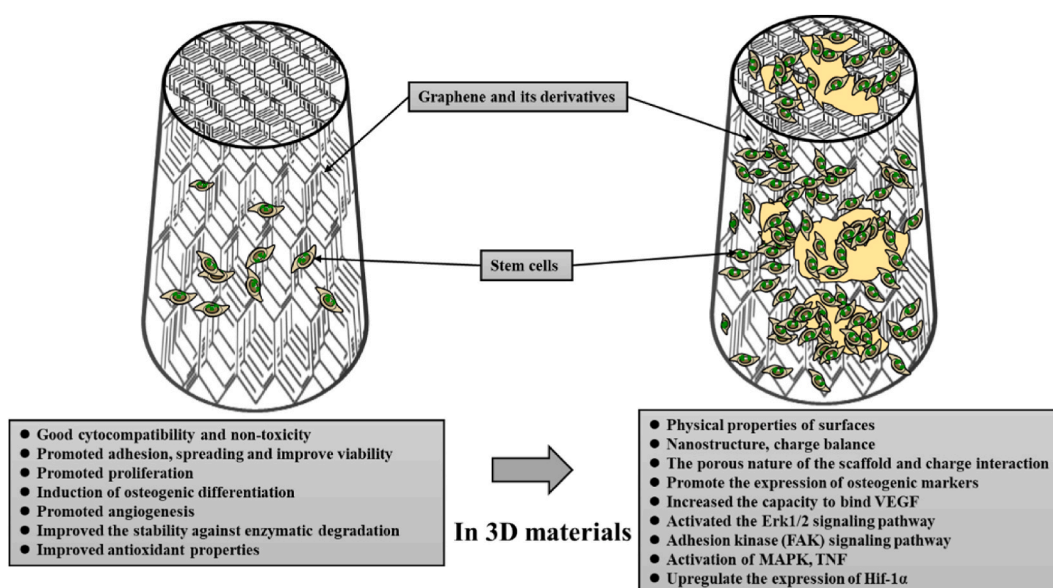 Graphene and its derivatives
Stem cells
● Good cytocompatibility and non-toxicity
● Promoted adhesion, spreading and improve viability
● Promoted proliferation
● Induction of osteogenic differentiation
● Promoted angiogenesis
● Improved the stability against enzymatic degradation
● Improved antioxidant properties
In 3D materials
● Physical properties of surfaces
● Nanostructure, charge balance
● The porous nature of the scaffold and charge interaction
● Promote the expression of osteogenic markers
● Increased the capacity to bind VEGF
● Activated the Erk1/2 signaling pathway
● Adhesion kinase (FAK) signaling pathway
● Activation of MAPK, TNF
● Upregulate the expression of Hif-1α